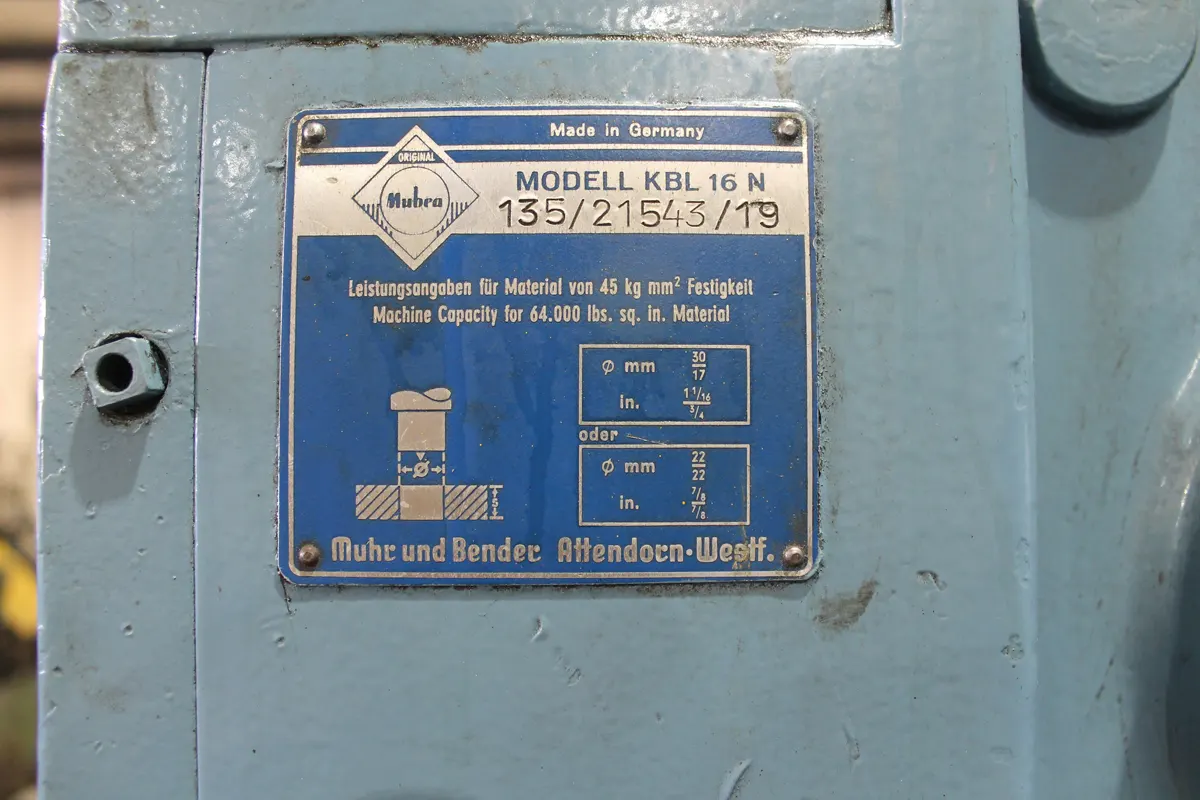 Made in Germany
ORIGINAL
Mubea
MODELL KBL 16 N
135/21543/19
Leistungsangaben für Material von 45 kg mm² Festigkeit
Machine Capacity for 64.000 lbs. sq. in. Material
Ø mm 30/17
in. 1 1/16 / 3/4
oder
Ø mm 22/22
in. 7/8 / 7/8
Ø
5
Muhr und Bender Attendorn·Westf.